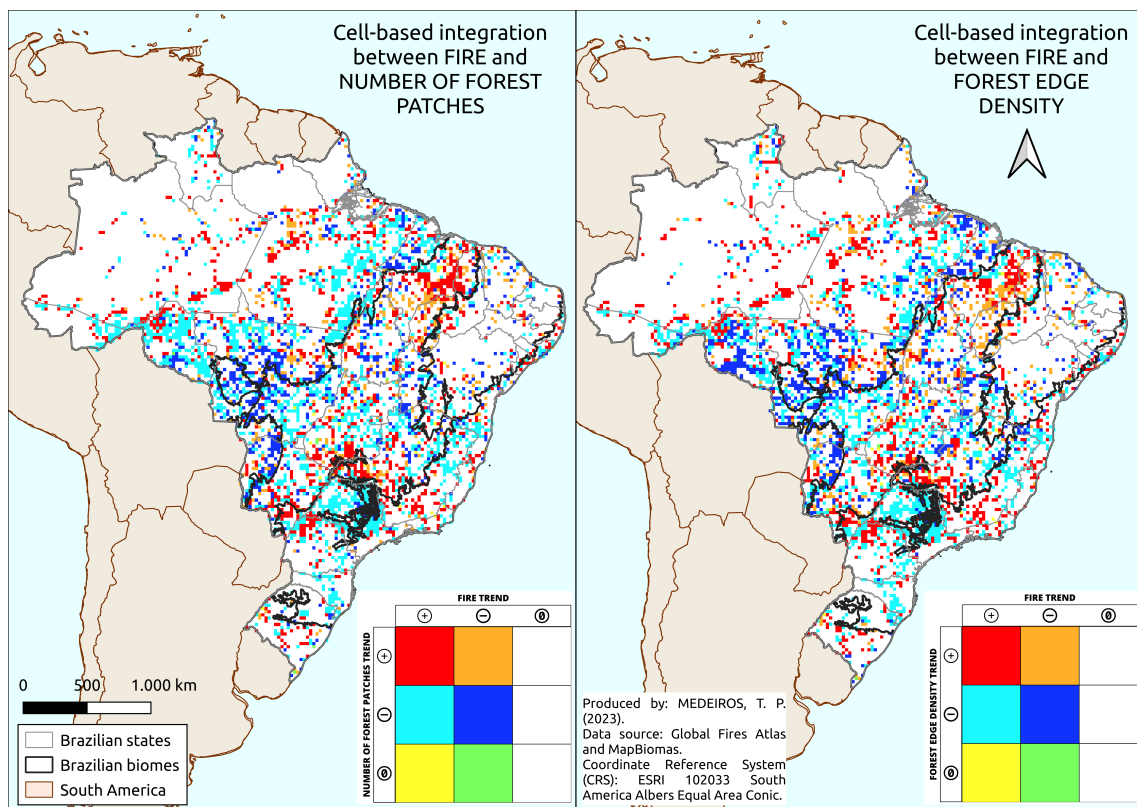 Cell-based integration
between FIRE and
NUMBER OF FOREST
PATCHES
Cell-based integration
between FIRE and
FOREST EDGE
DENSITY
0 500 1.000 km
Brazilian states
Brazilian biomes
South America
FIRE TREND
+ − 0
NUMBER OF FOREST PATCHES TREND
+
−
0
Produced by: MEDEIROS, T. P.
(2023).
Data source: Global Fires Atlas
and MapBiomas.
Coordinate Reference System
(CRS): ESRI 102033 South
America Albers Equal Area Conic.
FIRE TREND
+ − 0
FOREST EDGE DENSITY TREND
+
−
0